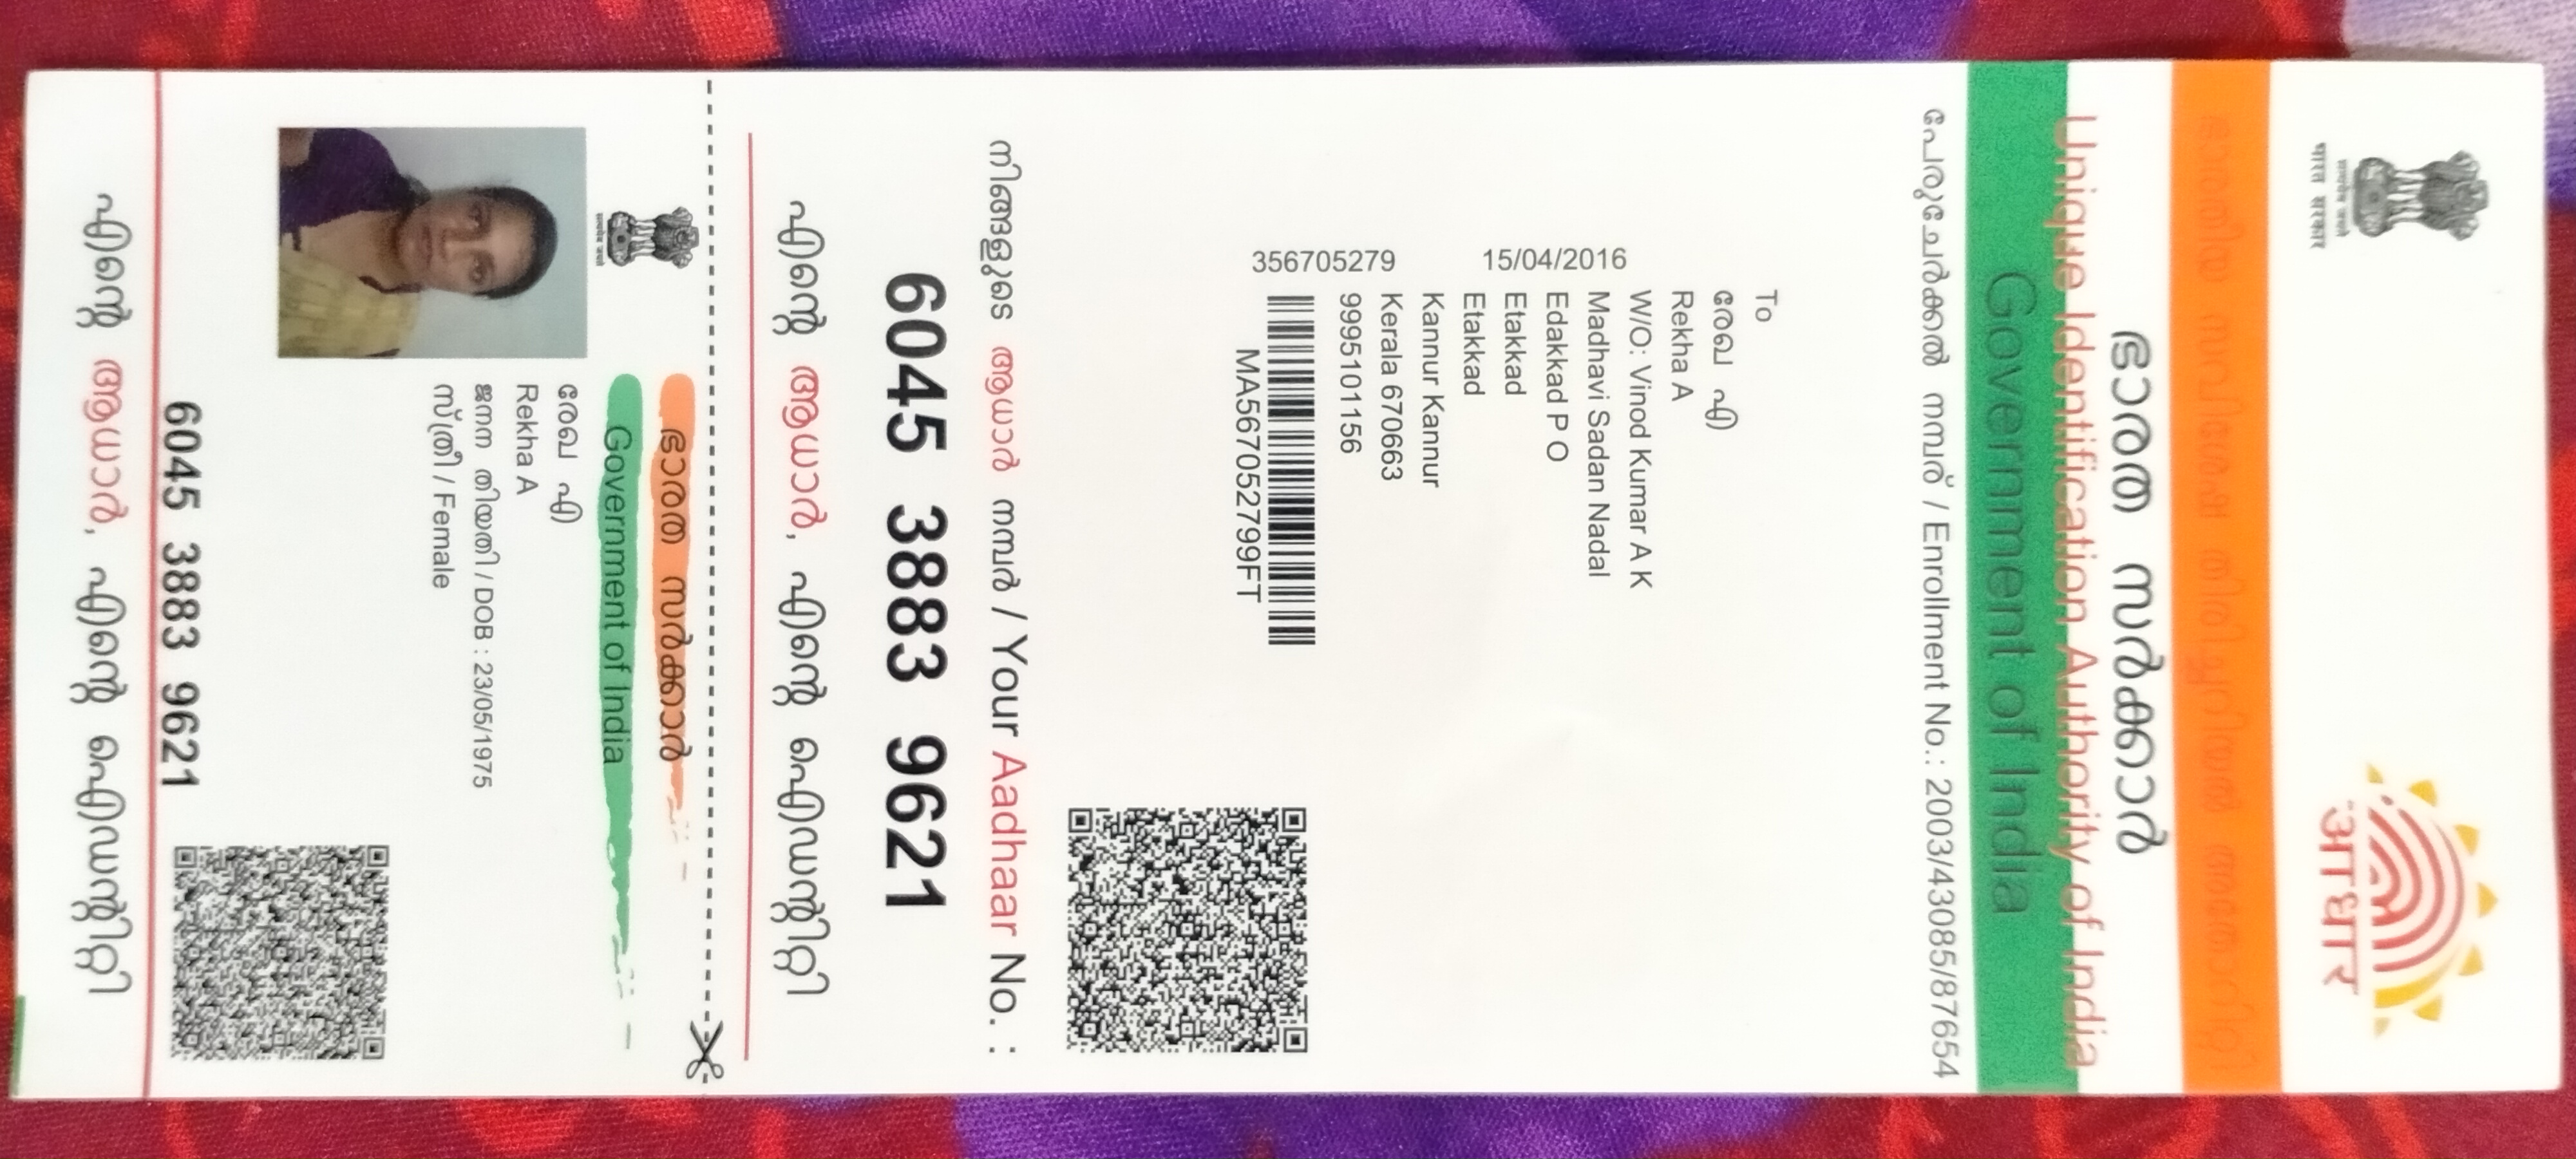 सत्यमेव जयते
भारत सरकार
आधार
ഭാരതീയ സവിശേഷ തിരിച്ചറിയൽ അതോറിറ്റി
ഭാരത സർക്കാർ
Unique Identification Authority of India
Government of India
പേരുചേർക്കൽ നമ്പര് / Enrollment No.: 2003/43085/87654
To
രേഖ എ
Rekha A
W/O: Vinod Kumar A K
Madhavi Sadan Nadal
Edakkad P O
Etakkad
Etakkad
Kannur Kannur
Kerala 670663
9995101156
15/04/2016
356705279
MA567052799FT
നിങ്ങളുടെ ആധാർ നമ്പർ / Your Aadhaar No. :
6045 3883 9621
എന്റെ ആധാർ, എന്റെ ഐഡന്റിറ്റി
ഭാരത സർക്കാർ
Government of India
सत्यमेव जयते
രേഖ എ
Rekha A
ജനന തിയതി / DOB : 23/05/1975
സ്ത്രീ / Female
6045 3883 9621
എന്റെ ആധാർ, എന്റെ ഐഡന്റിറ്റി